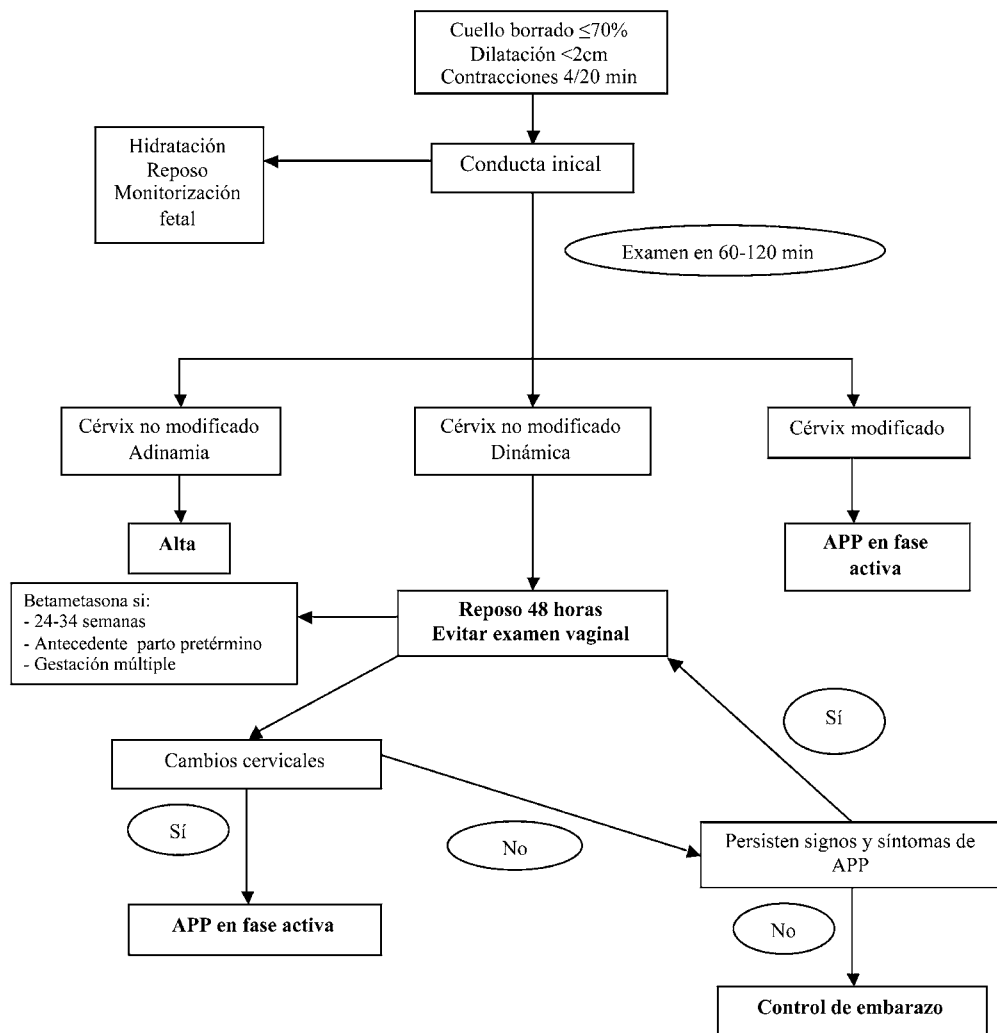 Cuello borrado ≤70%
Dilatación <2cm
Contracciones 4/20 min
Hidratación
Reposo
Monitorización
fetal
Conducta inical
Examen en 60-120 min
Cérvix no modificado
Adinamia
Cérvix no modificado
Dinámica
Cérvix modificado
Alta
APP en fase
activa
Betametasona si:
- 24-34 semanas
- Antecedente parto pretérmino
- Gestación múltiple
Reposo 48 horas
Evitar examen vaginal
Sí
Cambios cervicales
Sí
No
Persisten signos y síntomas de
APP
APP en fase activa
No
Control de embarazo